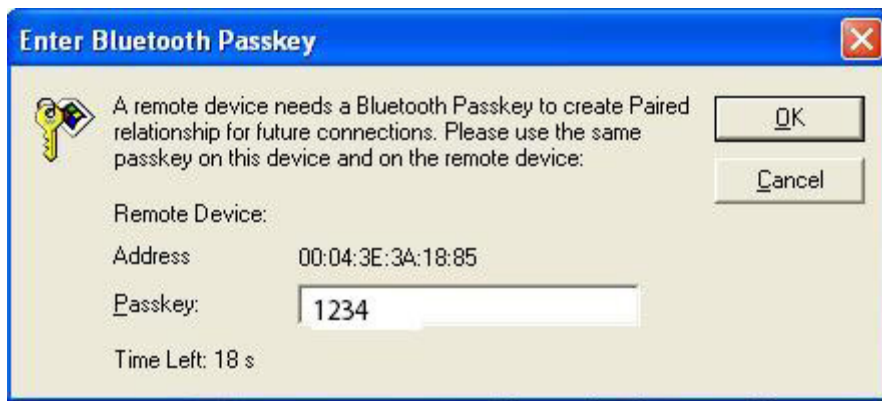 Enter Bluetooth Passkey
A remote device needs a Bluetooth Passkey to create Paired
relationship for future connections. Please use the same
passkey on this device and on the remote device:
OK
Cancel
Remote Device:
Address 00:04:3E:3A:18:85
Passkey: 1234
Time Left: 18 s